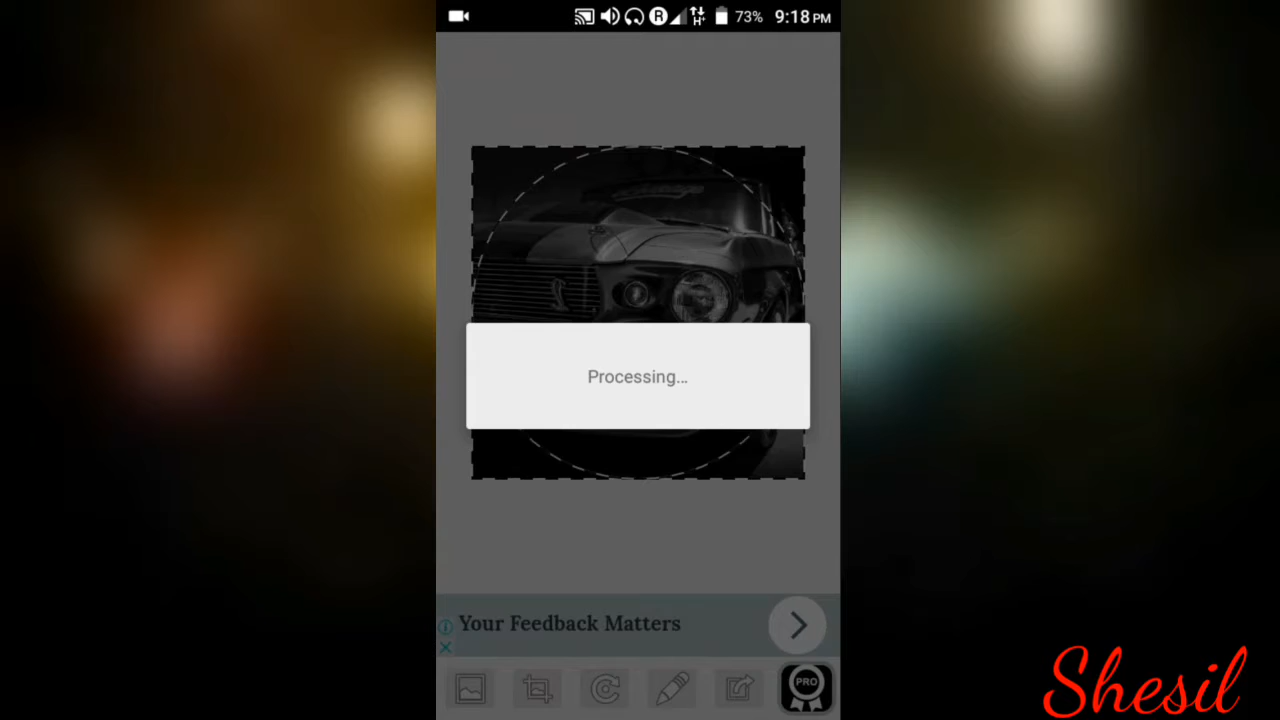 R H+ 73% 9:18 PM
Processing...
Your Feedback Matters
PRO
Shesil